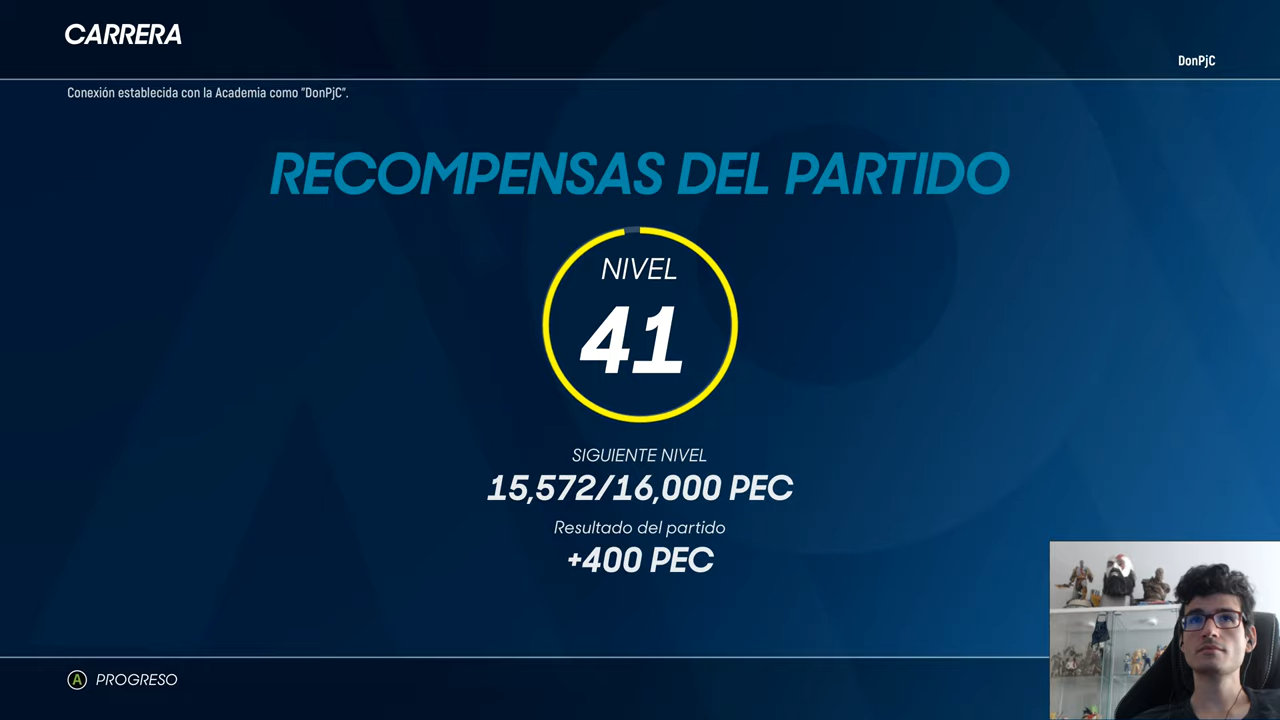 CARRERA
DonPjC
Conexión establecida con la Academia como "DonPjC".
RECOMPENSAS DEL PARTIDO
NIVEL
41
SIGUIENTE NIVEL
15,572/16,000 PEC
Resultado del partido
+400 PEC
A PROGRESO